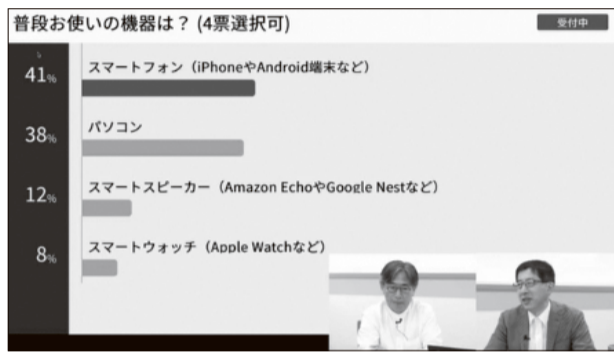 普段お使いの機器は？ (4票選択可)
受付中
41%
スマートフォン（iPhoneやAndroid端末など）
38%
パソコン
12%
スマートスピーカー（Amazon EchoやGoogle Nestなど）
8%
スマートウォッチ（Apple Watchなど）